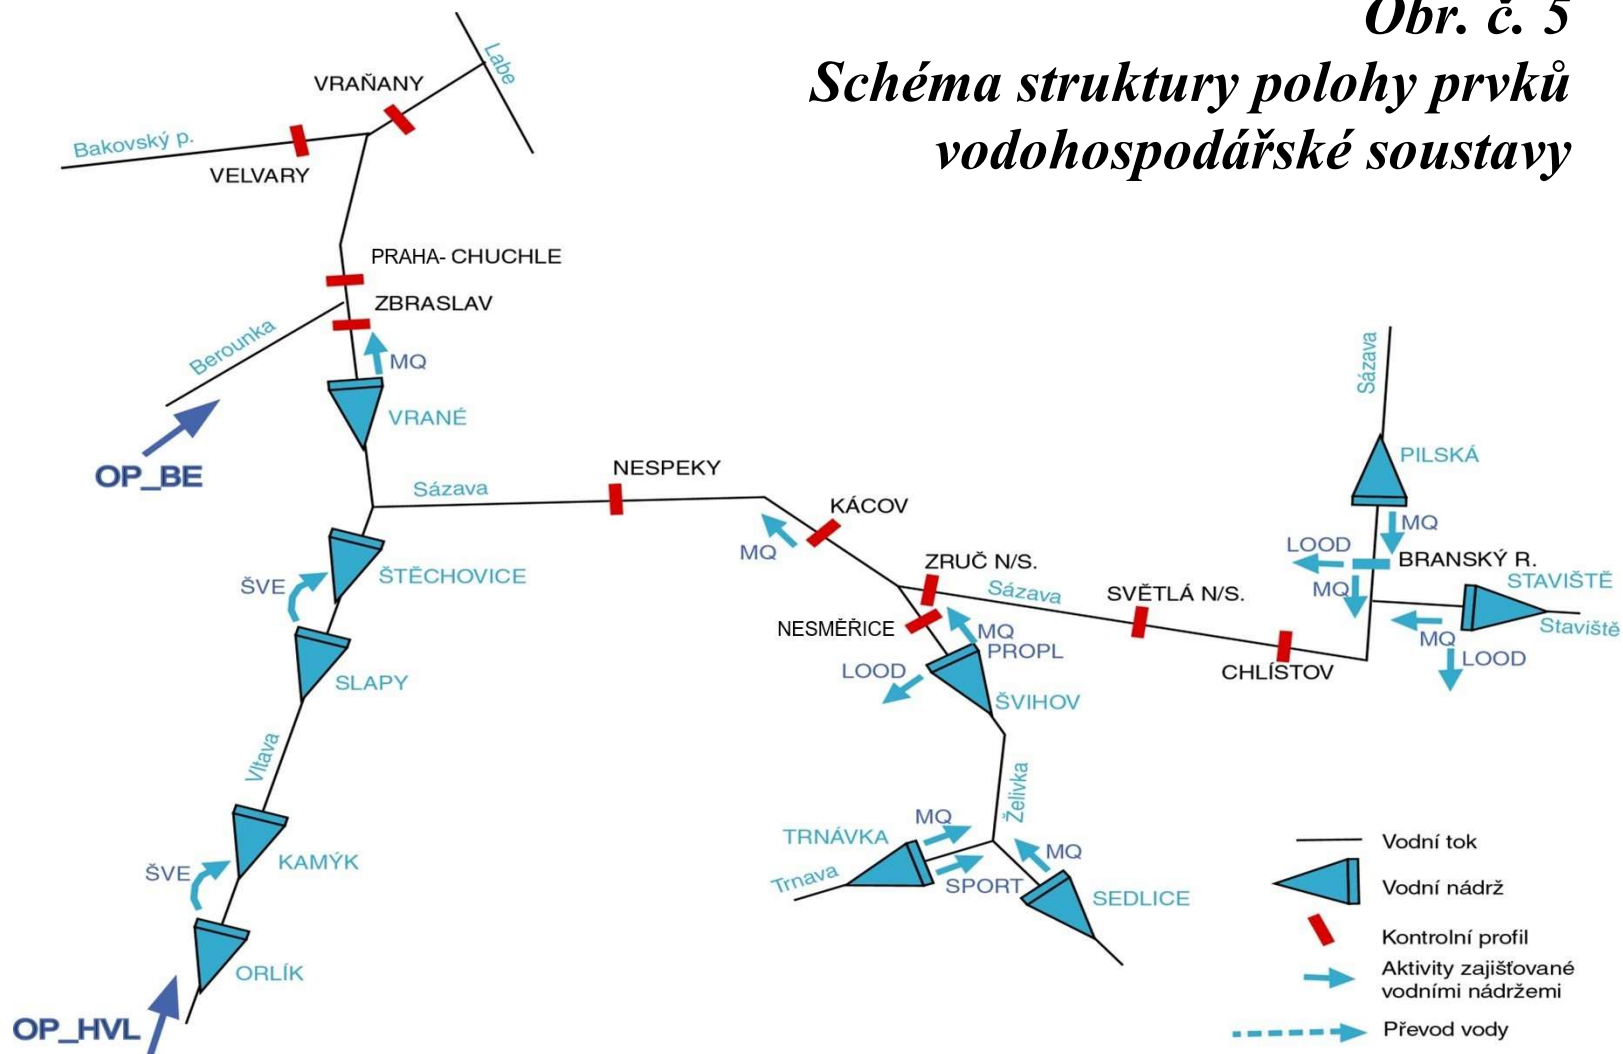 Obr. č. 5
Schéma struktury polohy prvků
vodohospodářské soustavy
Labe
VRAŇANY
Bakovský p.
VELVARY
PRAHA- CHUCHLE
ZBRASLAV
Berounka
MQ
VRANÉ
OP_BE
Sázava
NESPEKY
KÁCOV
MQ
ŠTĚCHOVICE
ŠVE
SLAPY
Vltava
KAMÝK
ŠVE
ORLÍK
OP_HVL
ZRUČ N/S.
Sázava
SVĚTLÁ N/S.
CHLÍSTOV
NESMĚŘICE
MQ
PROPL
LOOD
ŠVIHOV
Želivka
TRNÁVKA
MQ
Trnava
SPORT
MQ
SEDLICE
Sázava
PILSKÁ
MQ
LOOD
BRANSKÝ R.
MQ
STAVIŠTĚ
Staviště
MQ
LOOD
Vodní tok
Vodní nádrž
Kontrolní profil
Aktivity zajišťované
vodními nádržemi
Převod vody